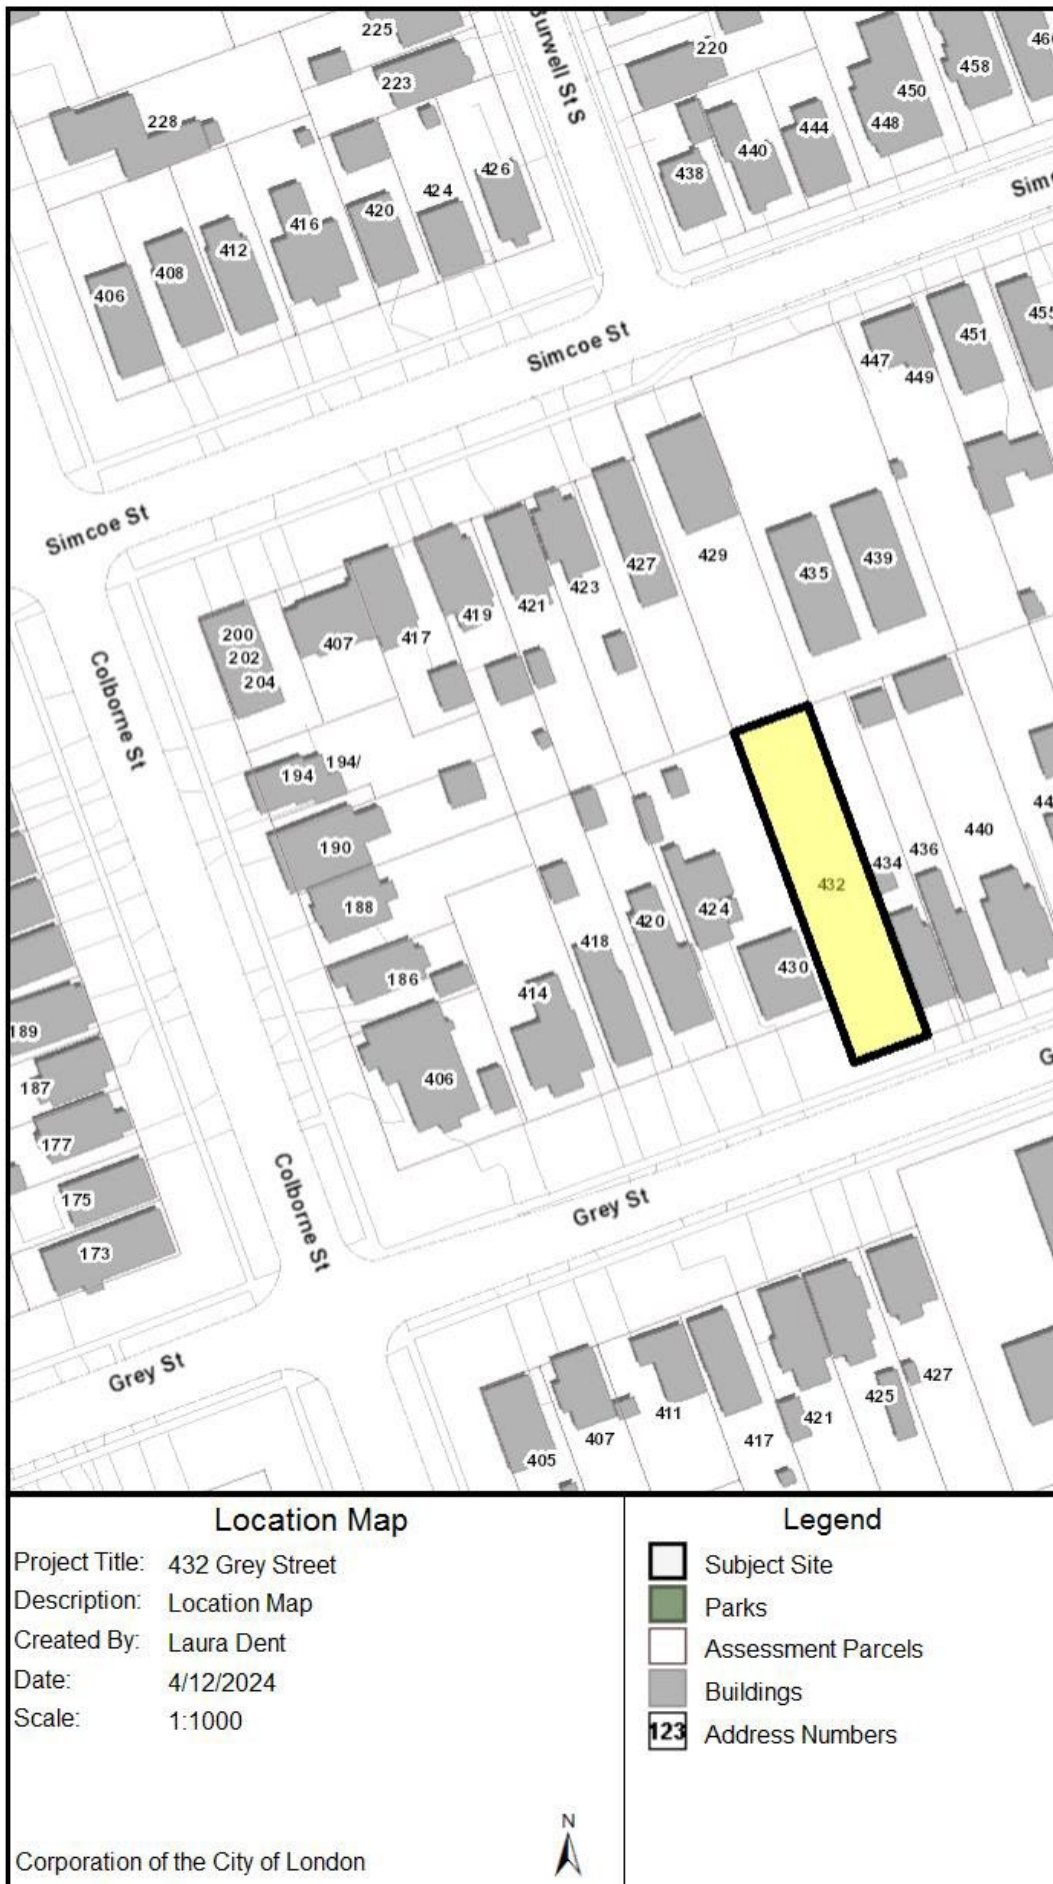 225
223
228
426
424
420
416
412
408
406
Burwell St S
220
438
440
444
448
450
458
Simcoe St
447
449
451
455
Simcoe St
200
202
204
407
417
419
421
423
427
429
435
439
Colborne St
194
194/
190
188
186
406
414
418
420
424
430
432
434
436
440
189
187
177
175
173
Colborne St
Grey St
Grey St
405
407
411
417
421
425
427
Location Map
Project Title: 432 Grey Street
Description: Location Map
Created By: Laura Dent
Date: 4/12/2024
Scale: 1:1000
N
Corporation of the City of London
Legend
Subject Site
Parks
Assessment Parcels
Buildings
123 Address Numbers